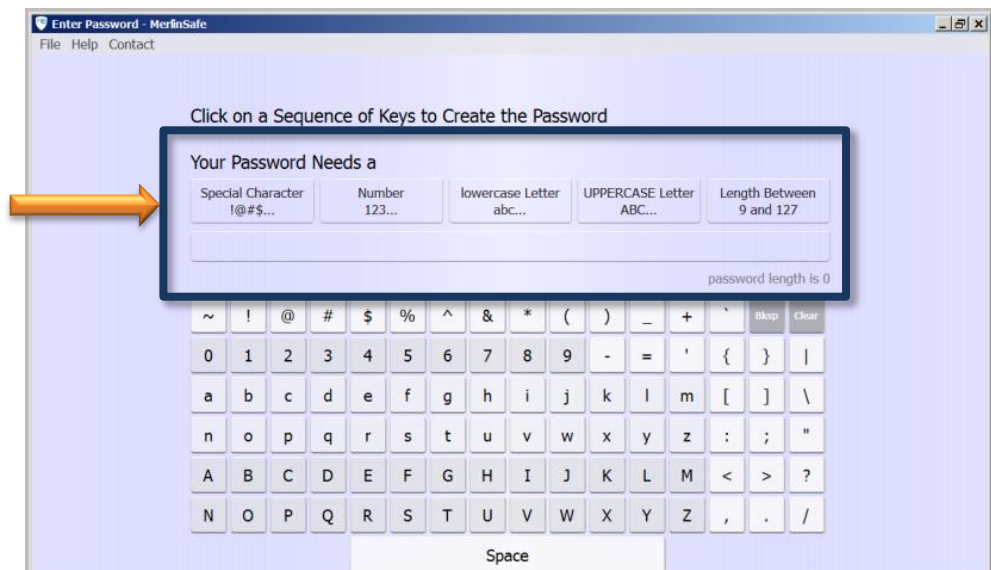 Enter Password - MerlinSafe
File Help Contact
Click on a Sequence of Keys to Create the Password
Your Password Needs a
Special Character Number lowercase Letter UPPERCASE Letter Length Between
!@#$... 123... abc... ABC... 9 and 127
password length is 0
~ ! @ # $ % ^ & * ( ) _ + ` Bksp Clear
0 1 2 3 4 5 6 7 8 9 - = ' { } |
a b c d e f g h i j k l m [ ] \
n o p q r s t u v w x y z : ; "
A B C D E F G H I J K L M < > ?
N O P Q R S T U V W X Y Z , . /
Space